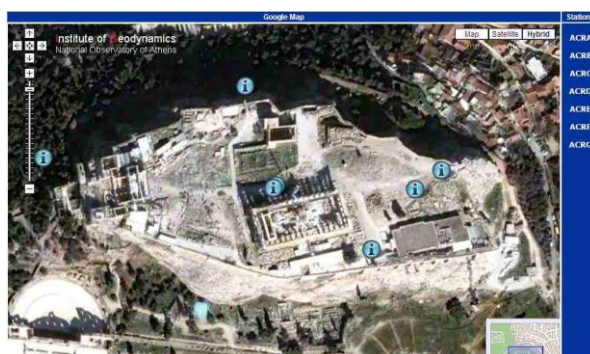 Google Map
Station
Institute of Geodynamics
National Observatory of Athens
Map
Satellite
Hybrid
ACRA
ACRB
ACRC
ACRD
ACRE
ACRF
ACRG